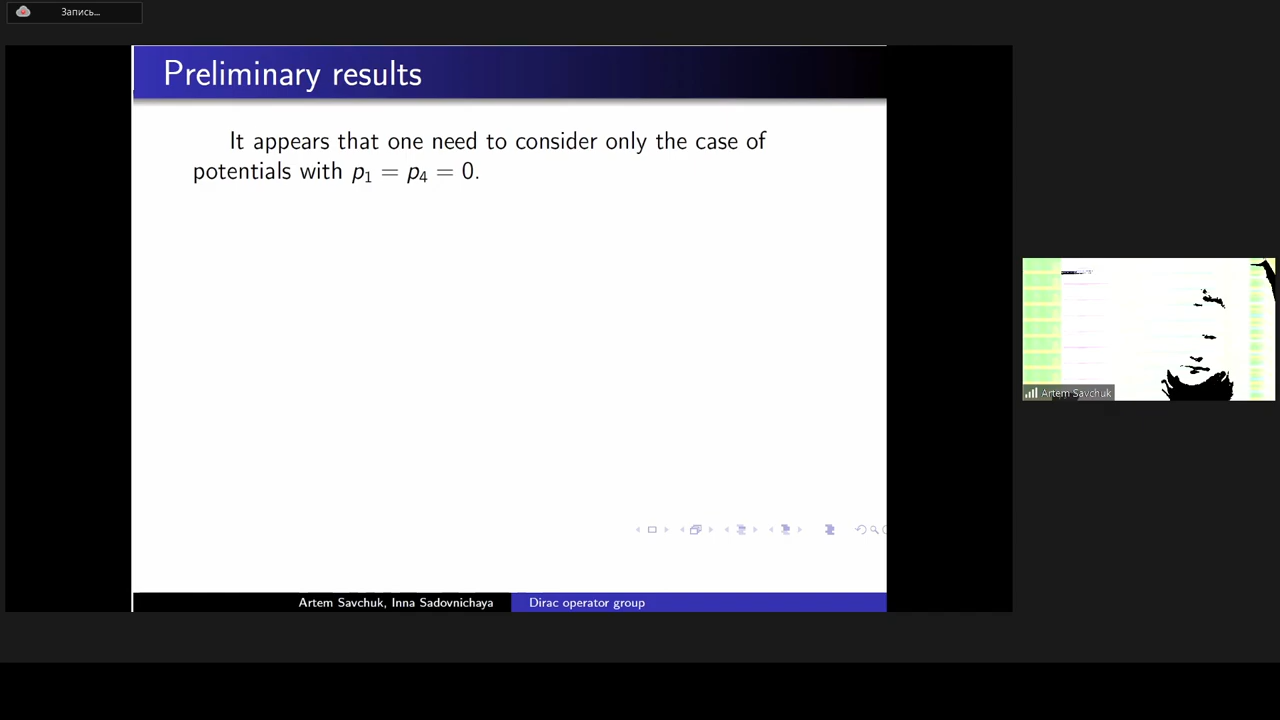 Запись...
Preliminary results
It appears that one need to consider only the case of
potentials with p₁ = p₄ = 0.
Artem Savchuk
Artem Savchuk, Inna Sadovnichaya Dirac operator group